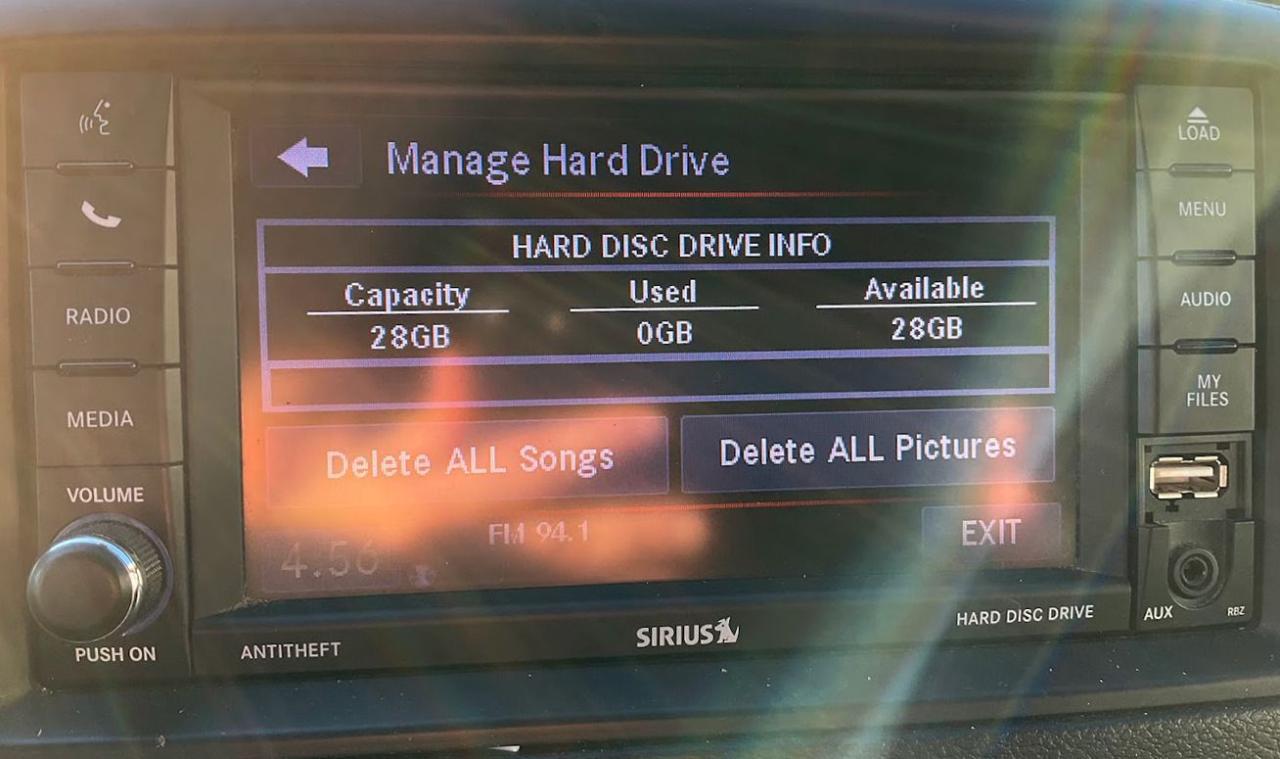 Manage Hard Drive
HARD DISC DRIVE INFO
Capacity Used Available
28GB 0GB 28GB
Delete ALL Songs Delete ALL Pictures
FM 94.1
4:56
EXIT
RADIO
MEDIA
VOLUME
PUSH ON
ANTITHEFT
SIRIUS
HARD DISC DRIVE
LOAD
MENU
AUDIO
MY
FILES
AUX
RBZ